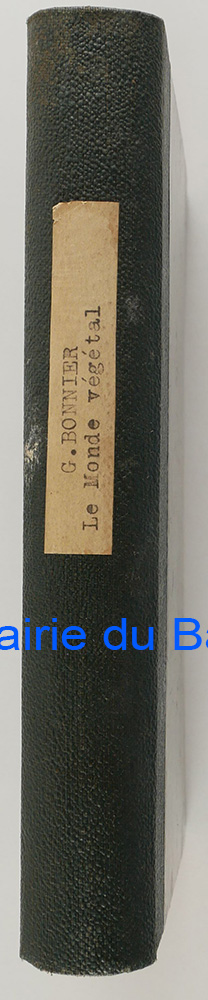 G.BONNIER
Le Monde végétal
airie du Ba